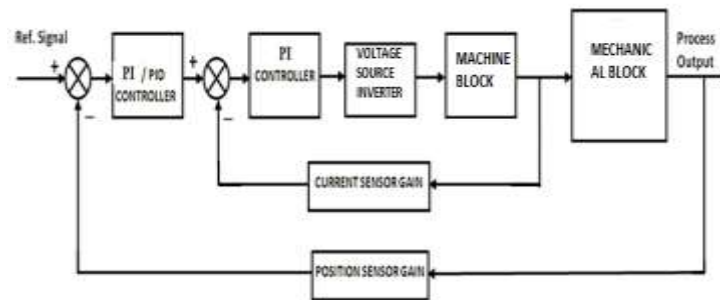 Ref. Signal
+
PI / PID
CONTROLLER
+
PI
CONTROLLER
VOLTAGE
SOURCE
INVERTER
MACHINE
BLOCK
MECHANIC
AL BLOCK
Process
Output
–
–
CURRENT SENSOR GAIN
POSITION SENSOR GAIN